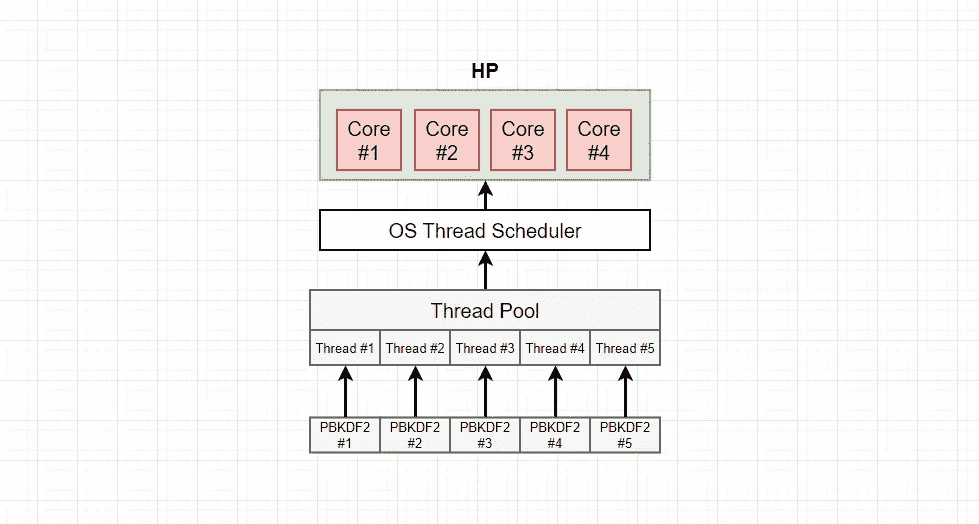 HP
Core Core Core Core
#1 #2 #3 #4
OS Thread Scheduler
Thread Pool
Thread #1 Thread #2 Thread #3 Thread #4 Thread #5
PBKDF2 PBKDF2 PBKDF2 PBKDF2 PBKDF2
#1 #2 #3 #4 #5